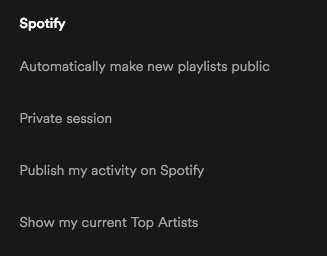 Spotify
Automatically make new playlists public
Private session
Publish my activity on Spotify
Show my current Top Artists